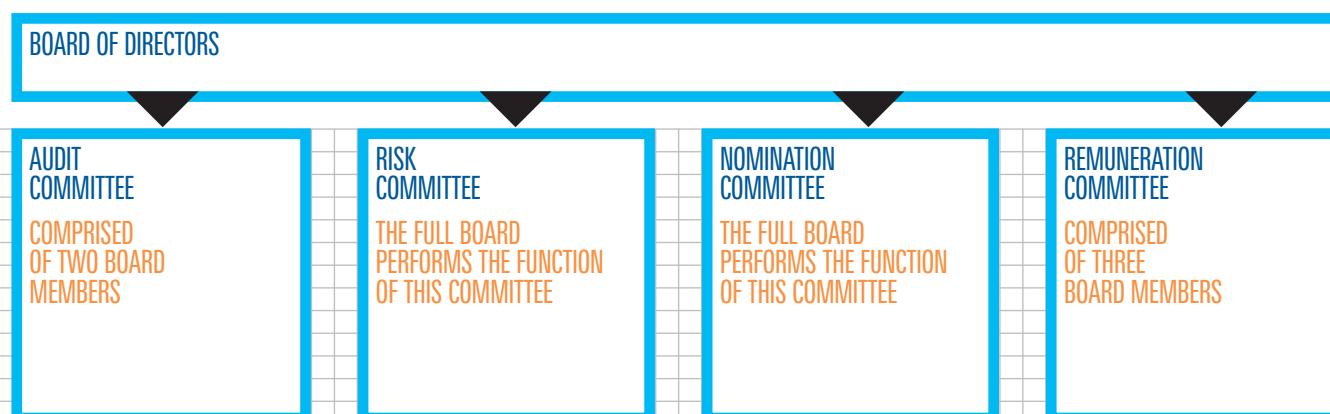 BOARD OF DIRECTORS
AUDIT
COMMITTEE
COMPRISED
OF TWO BOARD
MEMBERS
RISK
COMMITTEE
THE FULL BOARD
PERFORMS THE FUNCTION
OF THIS COMMITTEE
NOMINATION
COMMITTEE
THE FULL BOARD
PERFORMS THE FUNCTION
OF THIS COMMITTEE
REMUNERATION
COMMITTEE
COMPRISED
OF THREE
BOARD MEMBERS